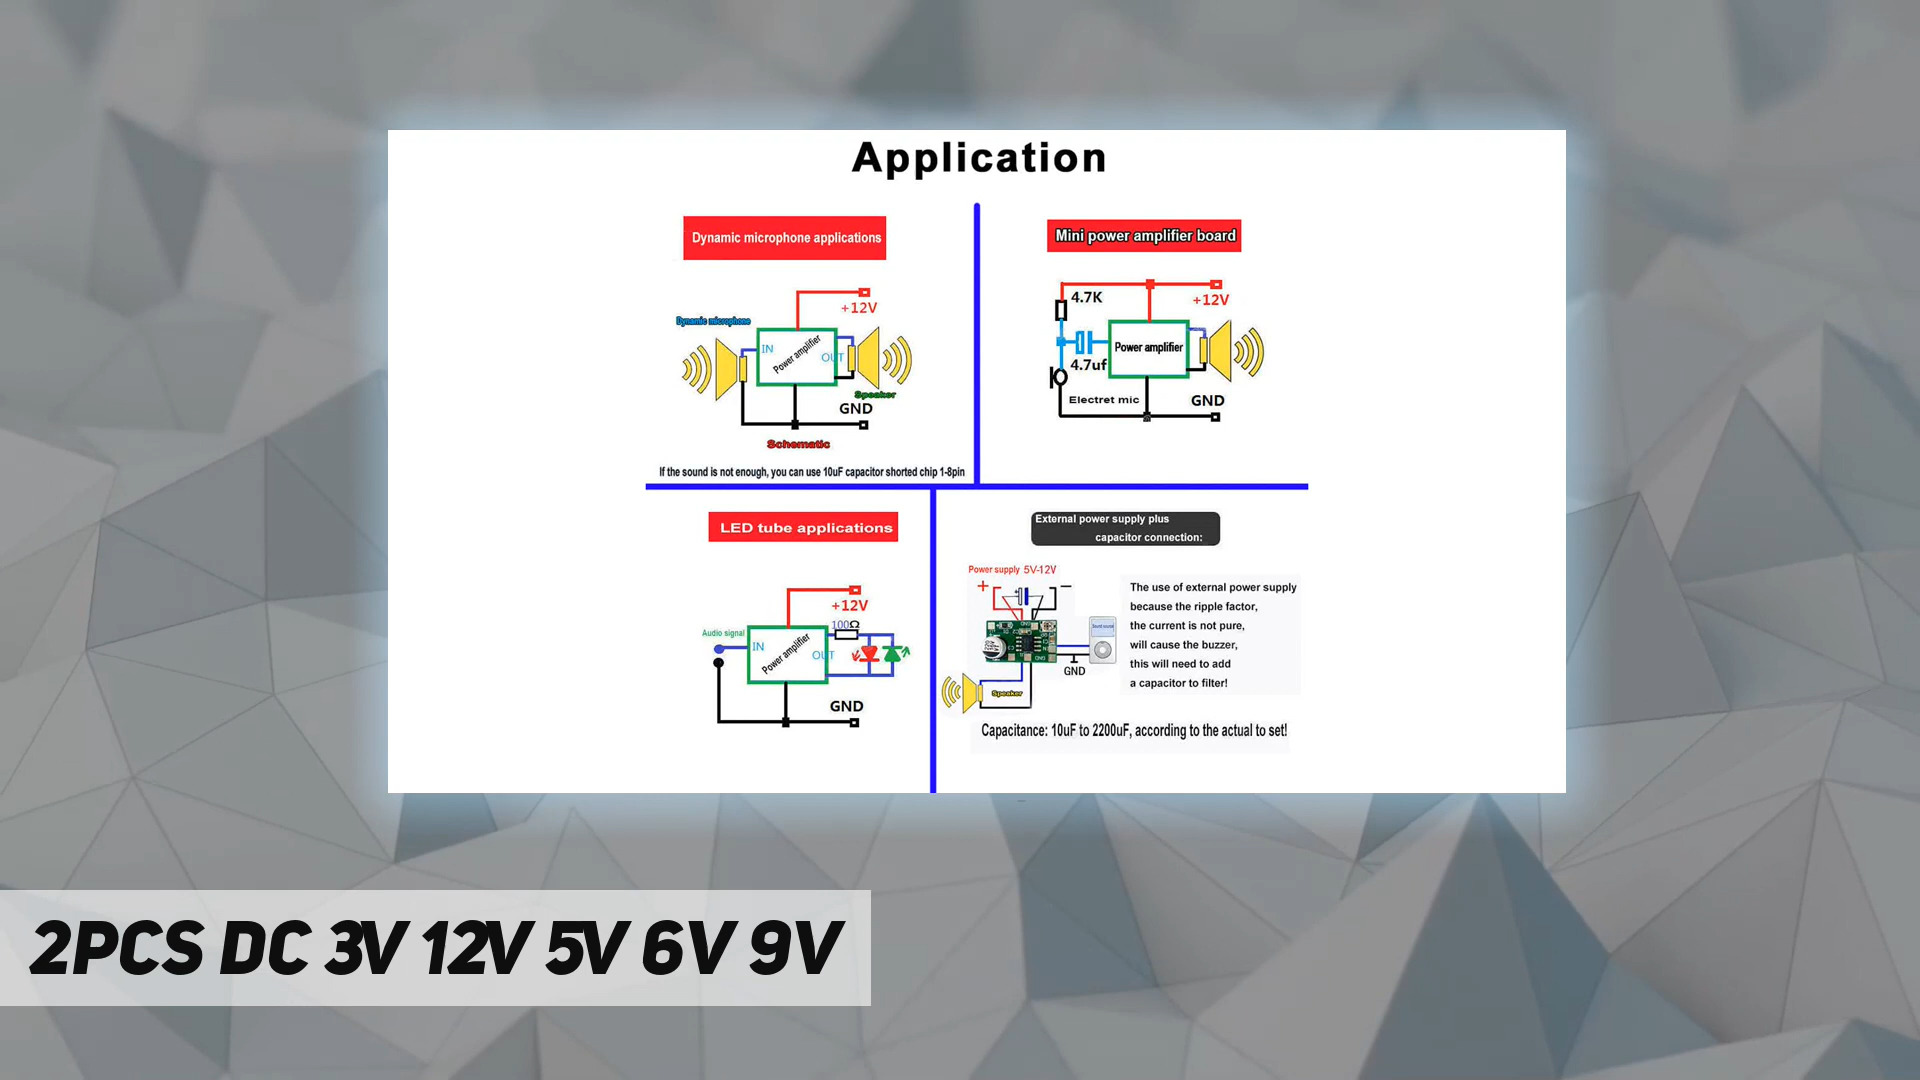 Application
Dynamic microphone applications
+12V
Dynamic microphone
IN
Power amplifier
OUT
Speaker
GND
Schematic
If the sound is not enough, you can use 10uF capacitor shorted chip 1-8pin
Mini power amplifier board
4.7K
+12V
Power amplifier
4.7uf
Electret mic
GND
LED tube applications
+12V
100Ω
Audio signal
IN
Power amplifier
OUT
GND
External power supply plus
capacitor connection:
Power supply 5V-12V
+
−
GND
Speaker
The use of external power supply
because the ripple factor,
the current is not pure,
will cause the buzzer,
this will need to add
a capacitor to filter!
Capacitance: 10uF to 2200uF, according to the actual to set!
2PCS DC 3V 12V 5V 6V 9V